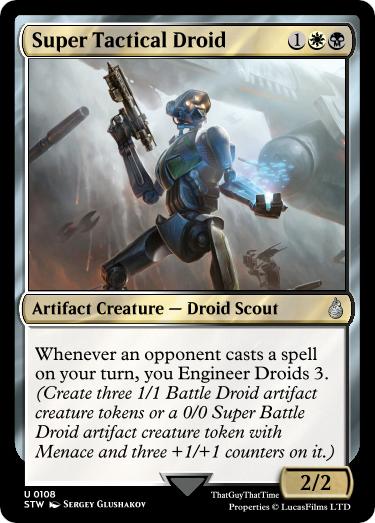 Super Tactical Droid 1
Artifact Creature — Droid Scout
Whenever an opponent casts a spell
on your turn, you Engineer Droids 3.
(Create three 1/1 Battle Droid artifact
creature tokens or a 0/0 Super Battle
Droid artifact creature token with
Menace and three +1/+1 counters on it.)
2/2
U 0108
STW SERGEY GLUSHAKOV
ThatGuyThatTime
Properties © LucasFilms LTD